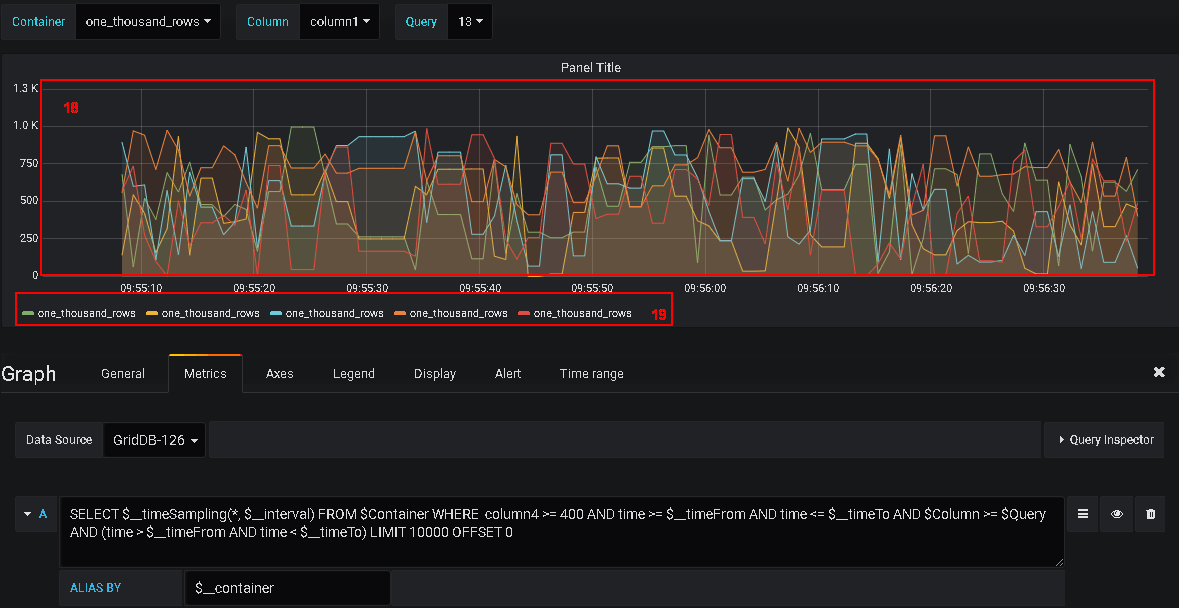 Container one_thousand_rows Column column1 Query 13
Panel Title
1.3 K
18
1.0 K
750
500
250
0
09:55:10 09:55:20 09:55:30 09:55:40 09:55:50 09:56:00 09:56:10 09:56:20 09:56:30
one_thousand_rows one_thousand_rows one_thousand_rows one_thousand_rows one_thousand_rows 19
Graph General Metrics Axes Legend Display Alert Time range
Data Source GridDB-126 Query Inspector
A SELECT $__timeSampling(*, $__interval) FROM $Container WHERE column4 >= 400 AND time >= $__timeFrom AND time <= $__timeTo AND $Column >= $Query
AND (time > $__timeFrom AND time < $__timeTo) LIMIT 10000 OFFSET 0
ALIAS BY $__container